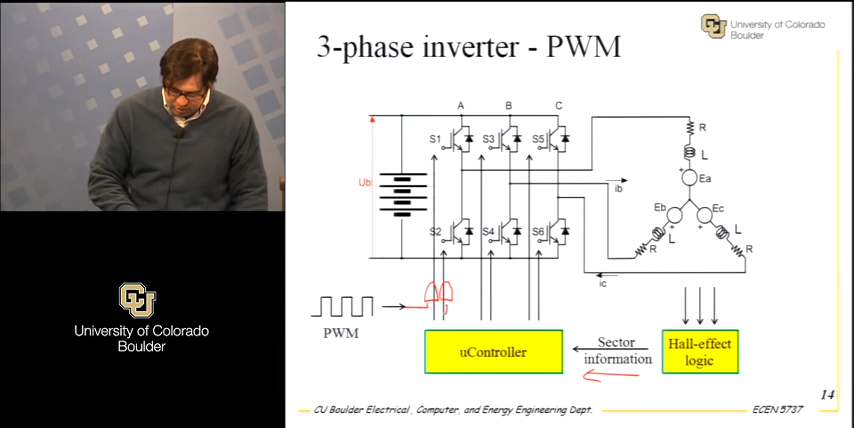 3-phase inverter - PWM
University of Colorado
Boulder
A B C
S1 S3 S5
R
L
Ub
ib
Ea
Eb Ec
S2 S4 S6
L L
R R
ic
PWM
uController
Sector
information
Hall-effect
logic
University of Colorado
Boulder
14
CU Boulder Electrical, Computer, and Energy Engineering Dept.
ECEN 5737